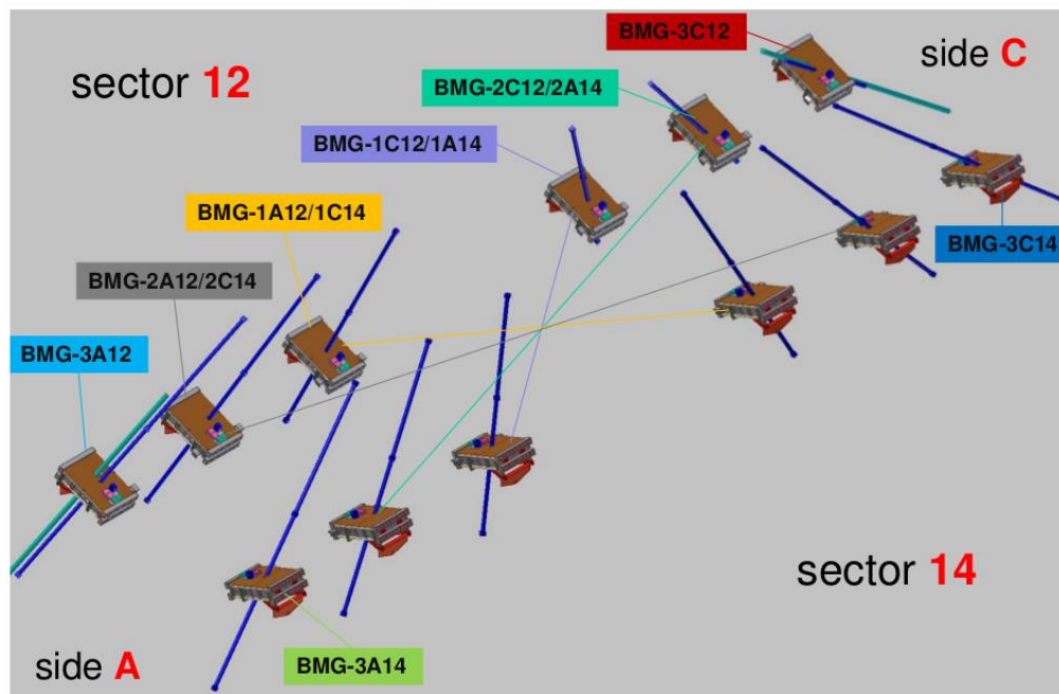 BMG-3C12
side C
sector 12
BMG-2C12/2A14
BMG-1C12/1A14
BMG-1A12/1C14
BMG-3C14
BMG-2A12/2C14
BMG-3A12
sector 14
side A
BMG-3A14